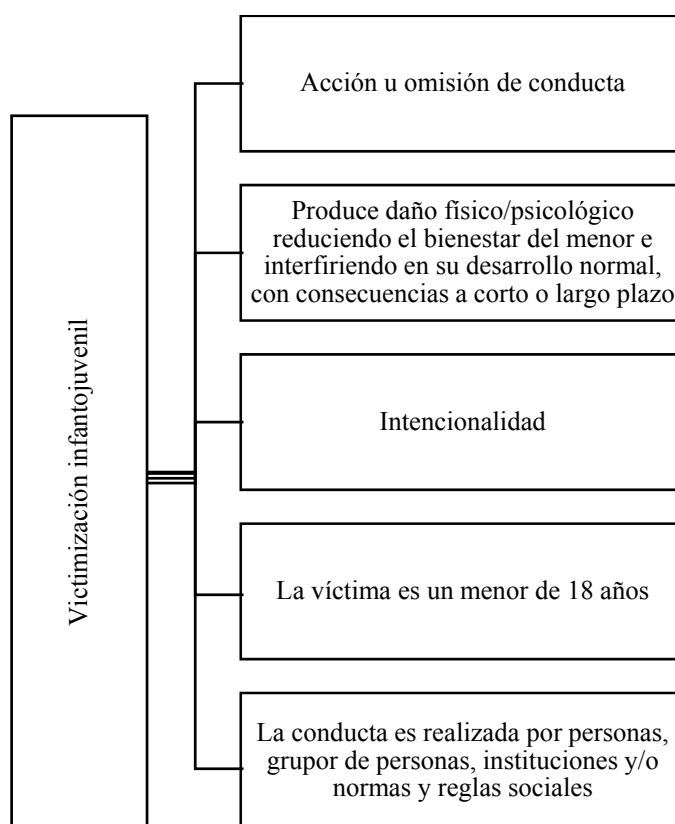 Victimización infantojuvenil
Acción u omisión de conducta
Produce daño físico/psicológico
reduciendo el bienestar del menor e
interfiriendo en su desarrollo normal,
con consecuencias a corto o largo plazo
Intencionalidad
La víctima es un menor de 18 años
La conducta es realizada por personas,
grupor de personas, instituciones y/o
normas y reglas sociales